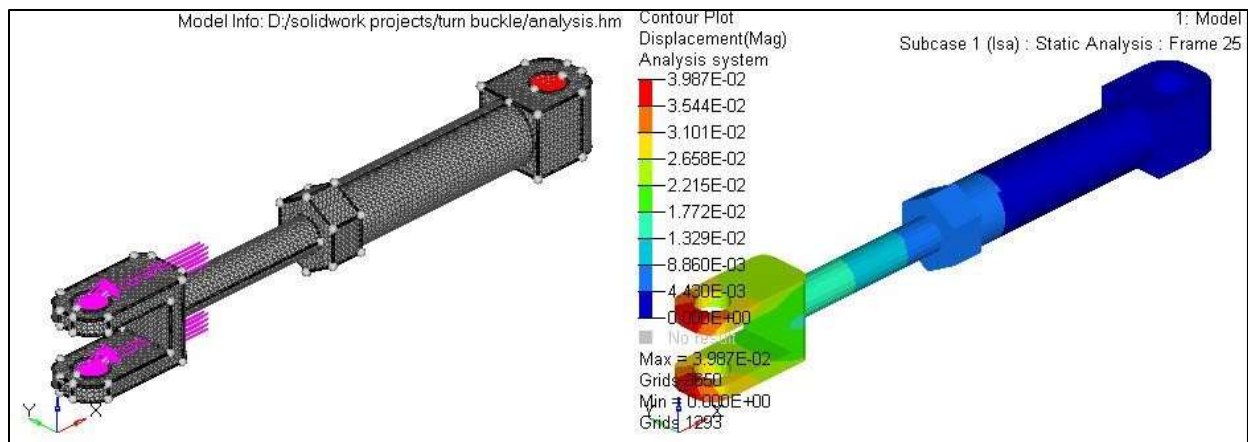 Model Info: D:/solidwork projects/turn buckle/analysis.hm
Y
X
Contour Plot
Displacement(Mag)
Analysis system
3.987E-02
3.544E-02
3.101E-02
2.658E-02
2.215E-02
1.772E-02
1.329E-02
8.860E-03
4.430E-03
0.000E+00
No result
Max = 3.987E-02
Grids
Min = 0.000E+00
Y
X
Grids 1293
1: Model
Subcase 1 (lsa) : Static Analysis : Frame 25